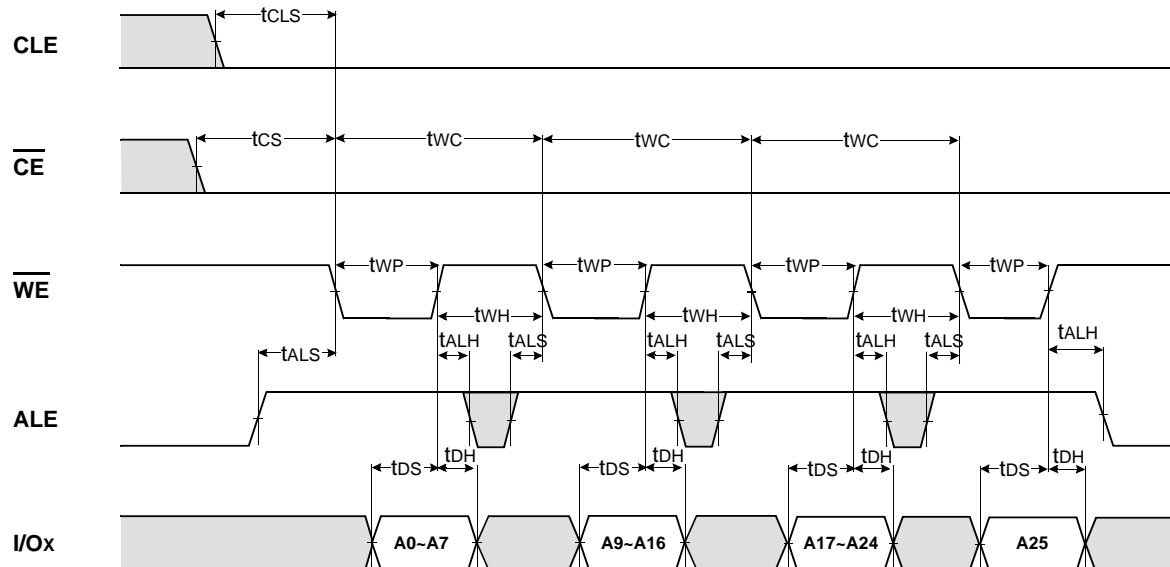 tCLS
CLE
tCS tWC tWC tWC
CE
tWP tWP tWP tWP
WE
tWH tWH tWH
tALH tALS tALH tALS tALH tALS tALH
tALS
ALE
tDS tDH tDS tDH tDS tDH tDS tDH
I/Ox A0~A7 A9~A16 A17~A24 A25